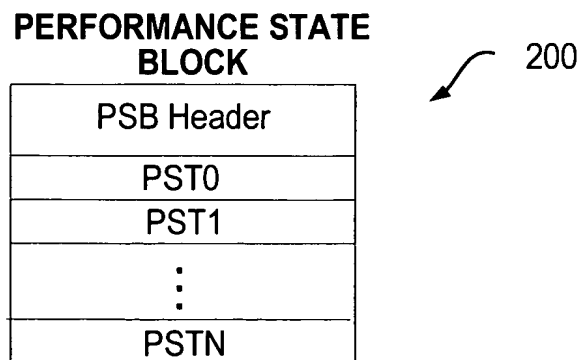 PERFORMANCE STATE
BLOCK
200
PSB Header
PST0
PST1
⋮
PSTN